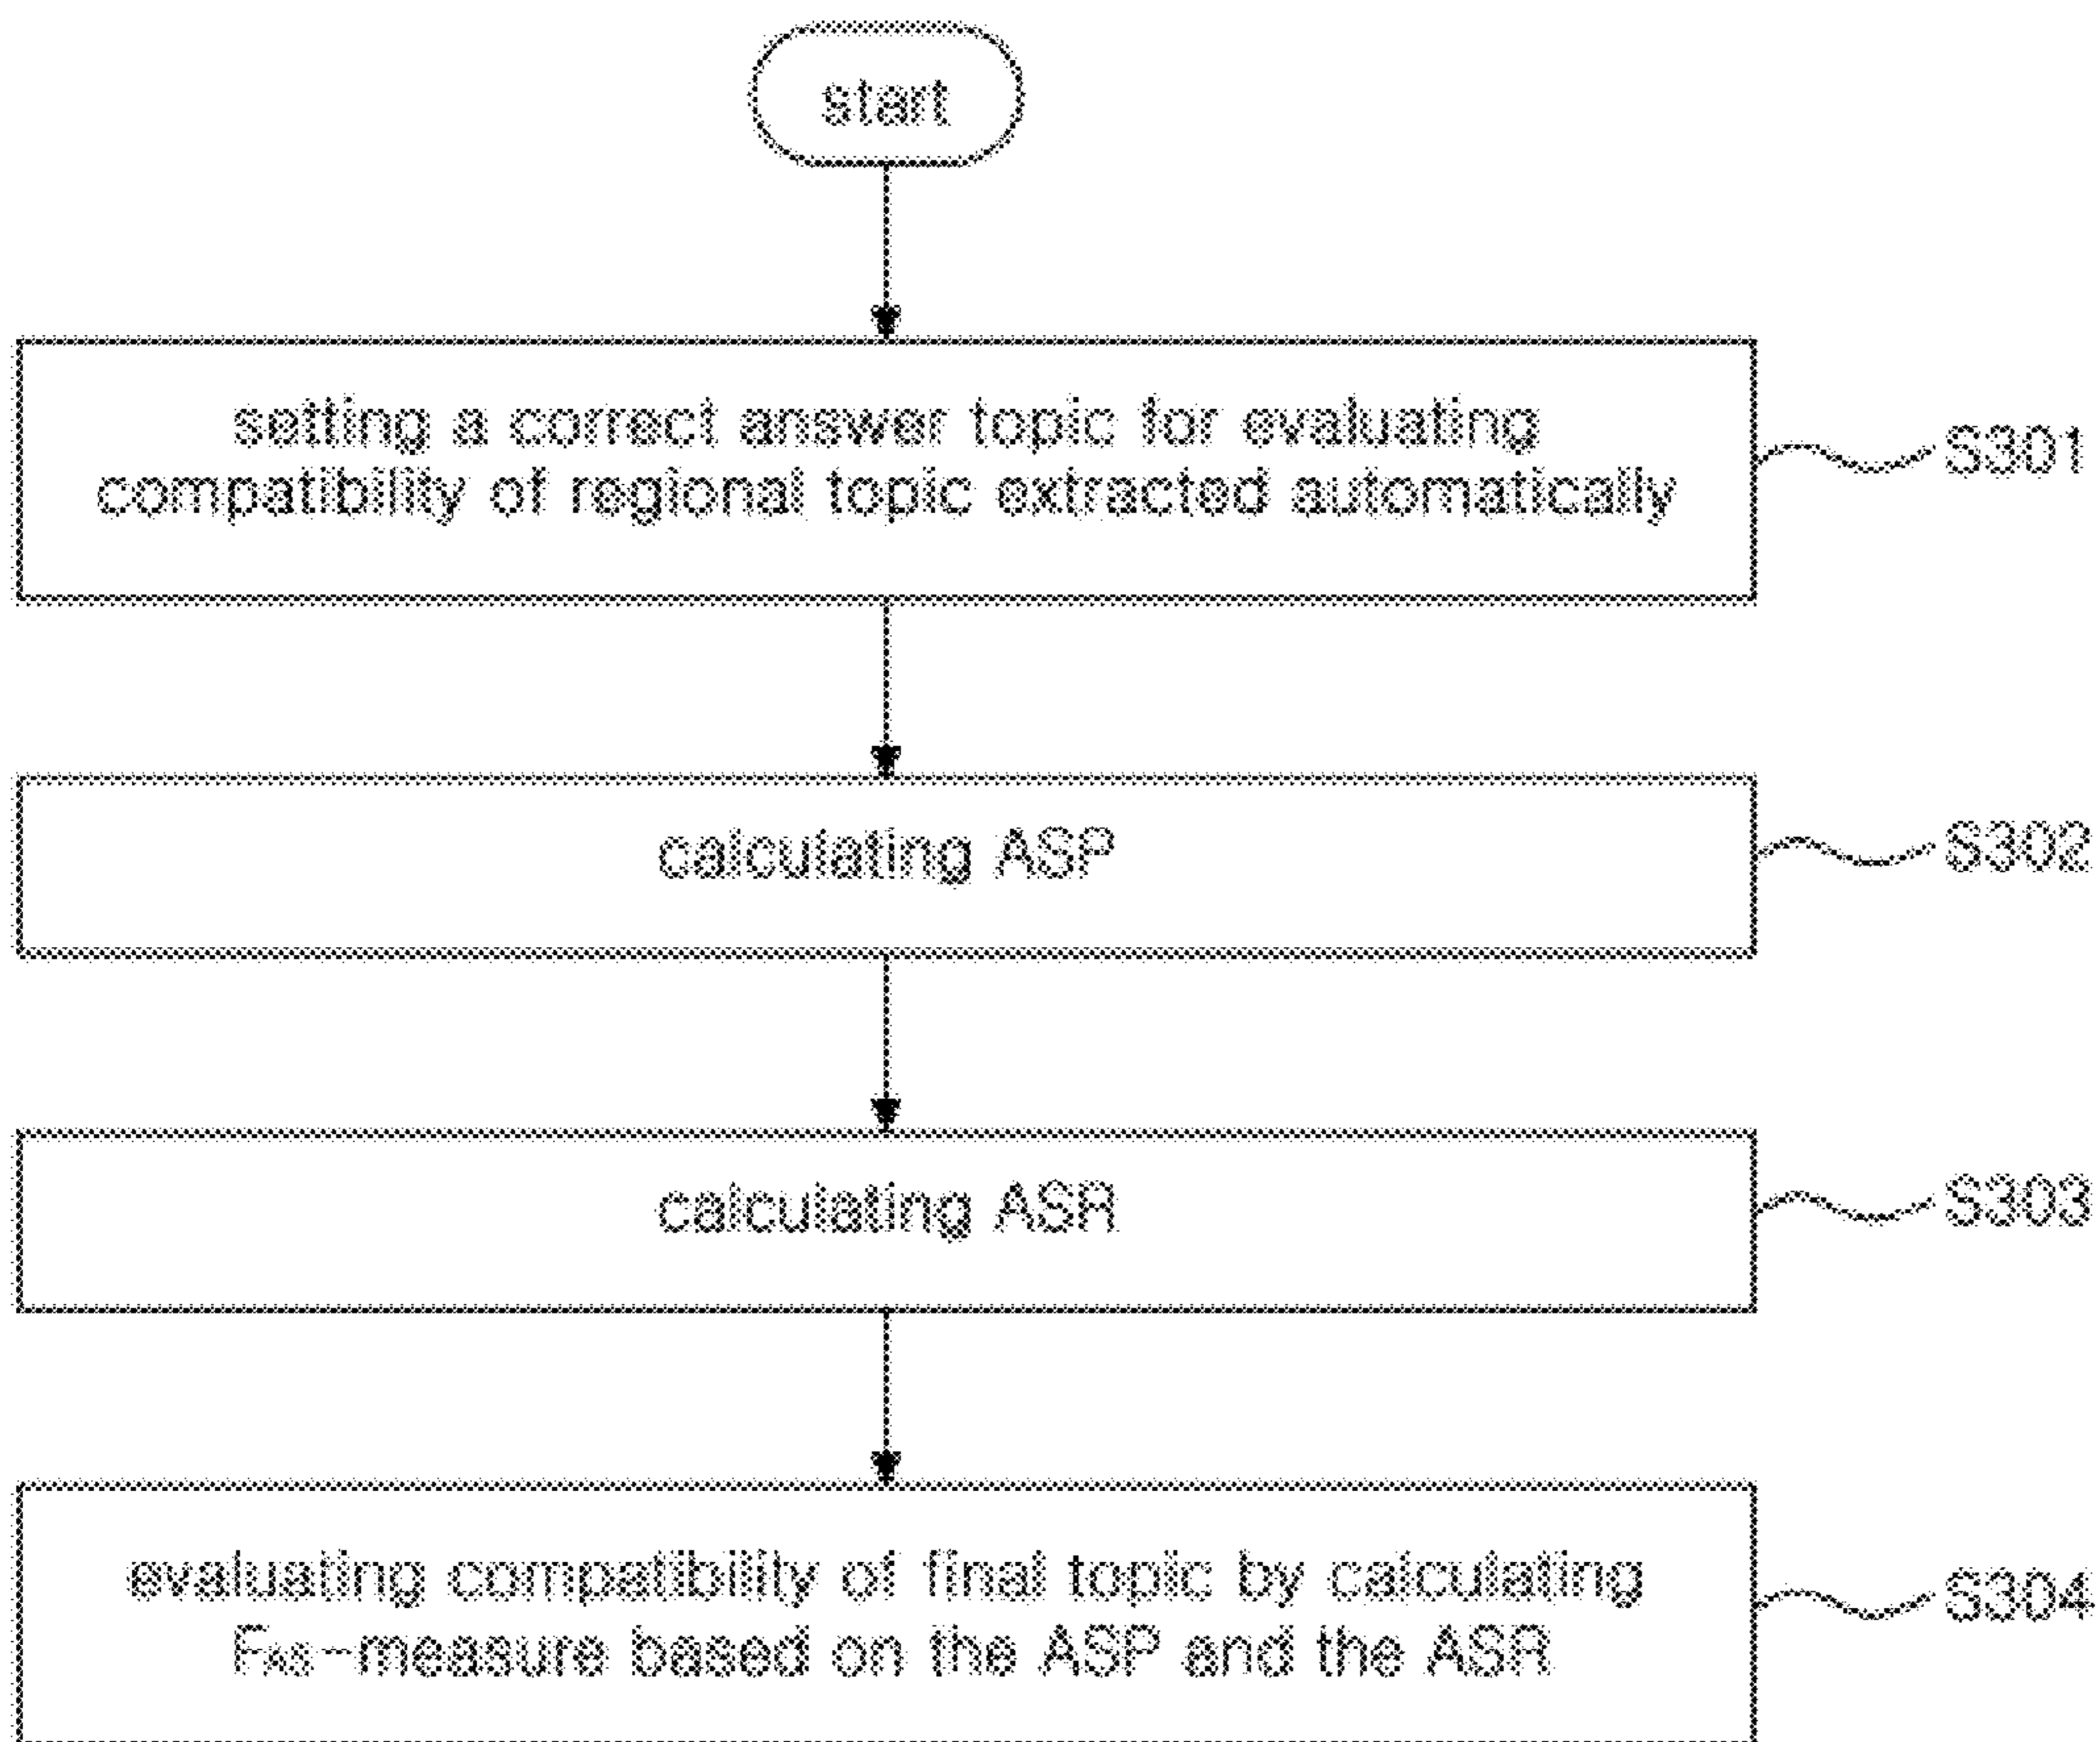 start
setting a correct answer topic for evaluating
compatibility of regional topic extracted automatically
S301
calculating ASP
S302
calculating ASR
S303
evaluating compatibility of final topic by calculating
FAS-measure based on the ASP and the ASR
S304